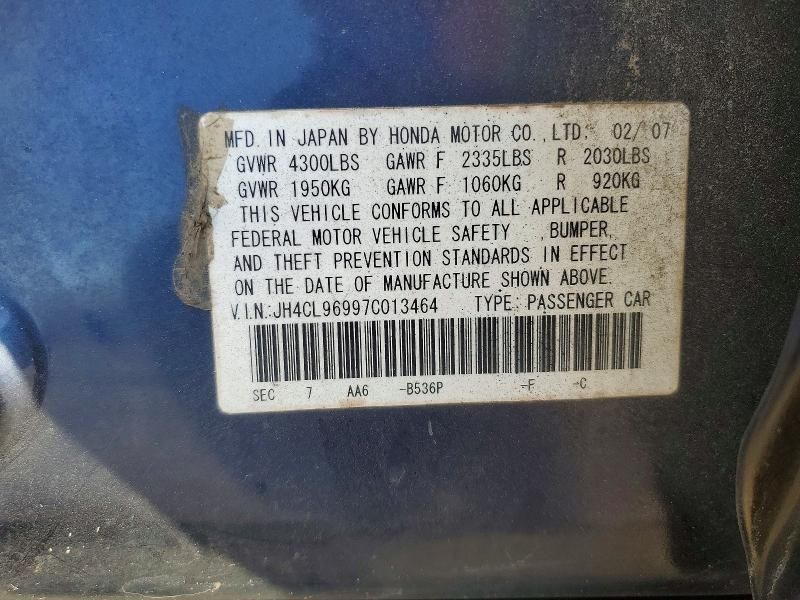 MFD. IN JAPAN BY HONDA MOTOR CO., LTD. 02/07
GVWR 4300LBS GAWR F 2335LBS R 2030LBS
GVWR 1950KG GAWR F 1060KG R 920KG
THIS VEHICLE CONFORMS TO ALL APPLICABLE
FEDERAL MOTOR VEHICLE SAFETY , BUMPER,
AND THEFT PREVENTION STANDARDS IN EFFECT
ON THE DATE OF MANUFACTURE SHOWN ABOVE.
V.I.N.:JH4CL96997C013464 TYPE: PASSENGER CAR
SEC 7 AA6 -B536P -F -C